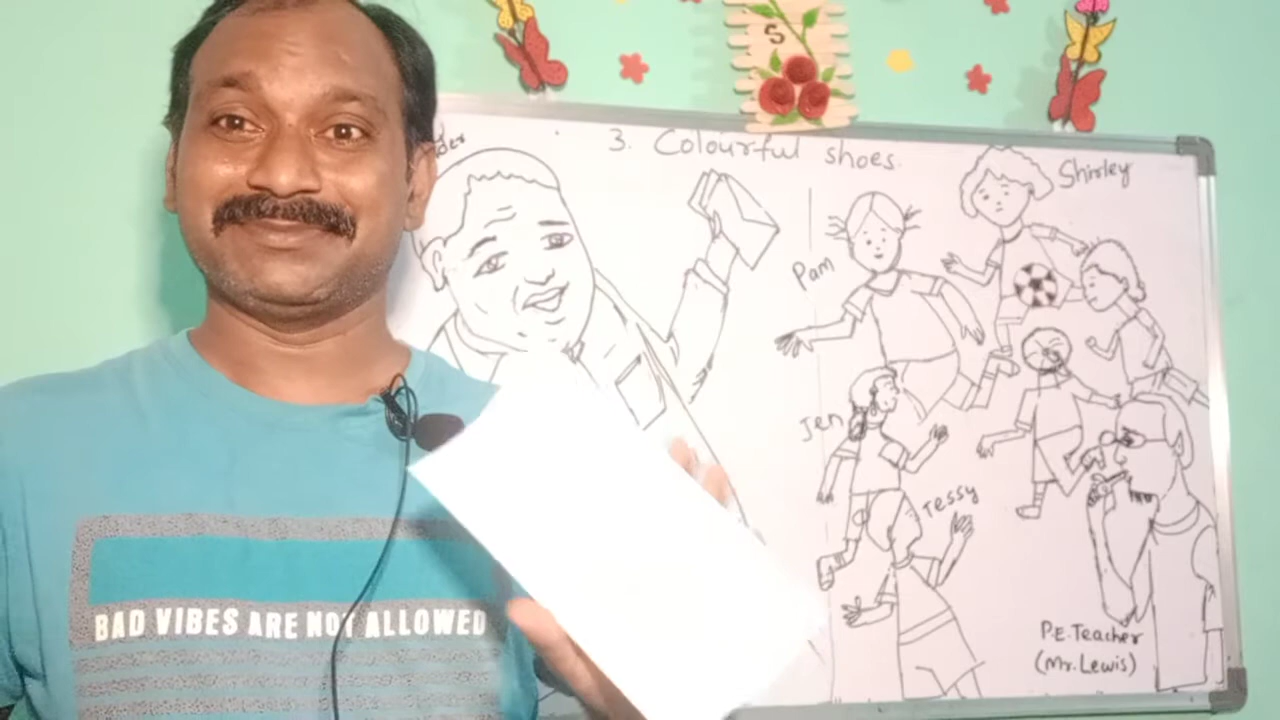 S
3. Colourful shoes.
Shirley
Pam
Jen
Tessy
P.E. Teacher
(Mr. Lewis)
BAD VIBES ARE NOT ALLOWED